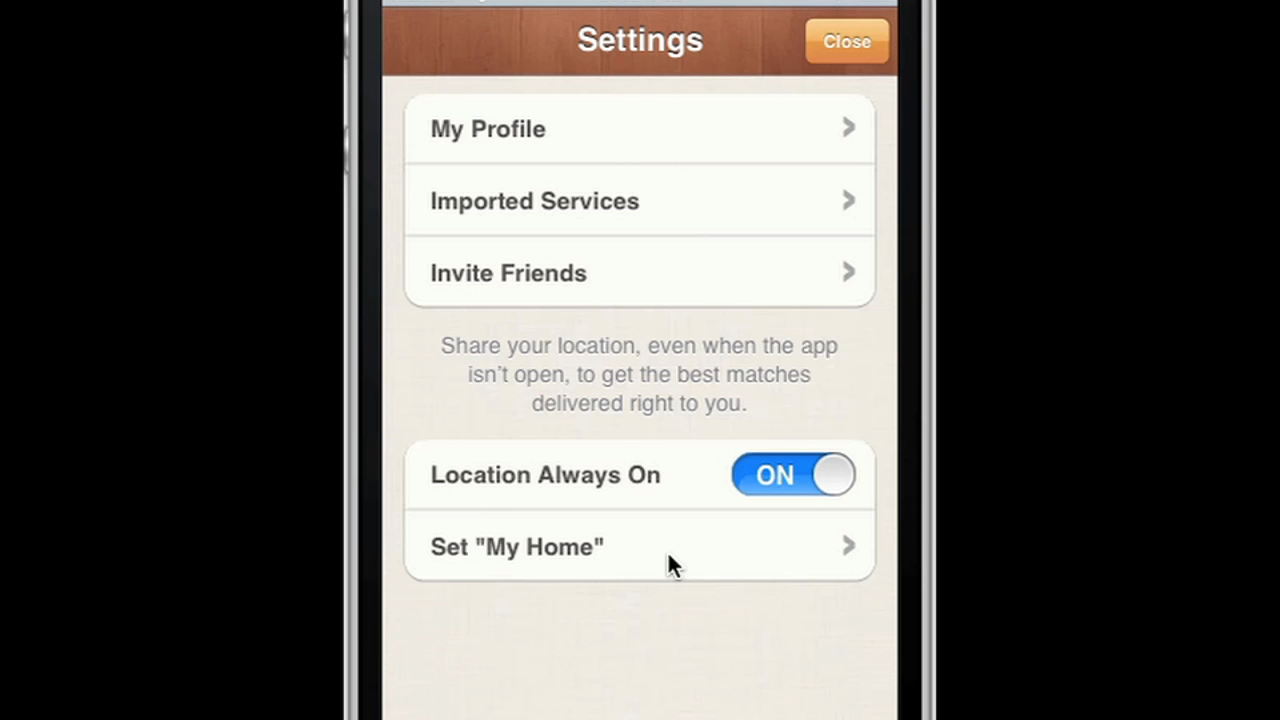 Settings
Close
My Profile
Imported Services
Invite Friends
Share your location, even when the app
isn't open, to get the best matches
delivered right to you.
Location Always On
ON
Set "My Home"